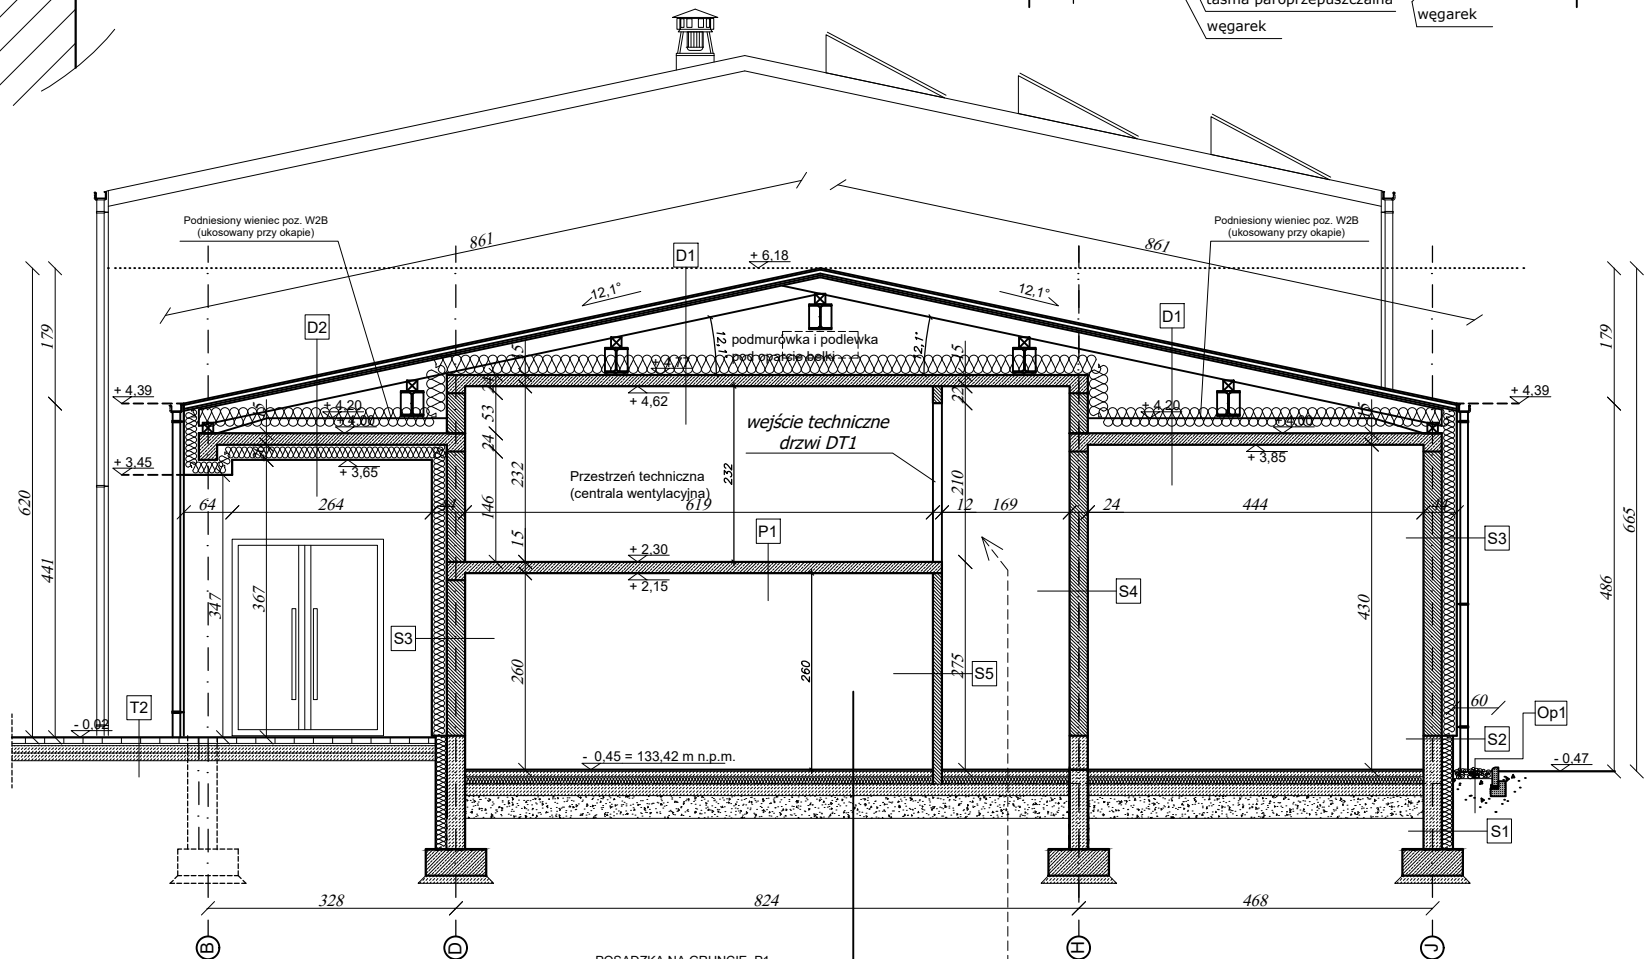 taśma paroprzepuszczalna
węgarek
węgarek
Podniesiony wieniec poz. W2B
(ukosowany przy okapie)
Podniesiony wieniec poz. W2B
(ukosowany przy okapie)
861
861
D1
+ 6,18
12,1°
12,1°
D2
D1
179
179
12,1°
12,1°
podmurówka i podlewka
pod oparcie belki
15
15
+ 4,39
+ 4,39
24
22
+ 4,62
+ 4,20
+ 4,00
+ 4,20
+ 4,00
15
53
24
wejście techniczne
drzwi DT1
+ 3,45
+ 3,65
+ 3,85
Przestrzeń techniczna
(centrala wentylacyjna)
232
232
210
146
620
64
264
619
12
169
24
444
665
15
P1
S3
+ 2,30
+ 2,15
441
486
347
367
S4
430
S3
260
260
275
S5
60
T2
Op1
- 0,02
S2
- 0,45 = 133,42 m n.p.m.
- 0,47
S1
328
824
468
B
D
H
J
POSADZKA NA GRUNCIE P1